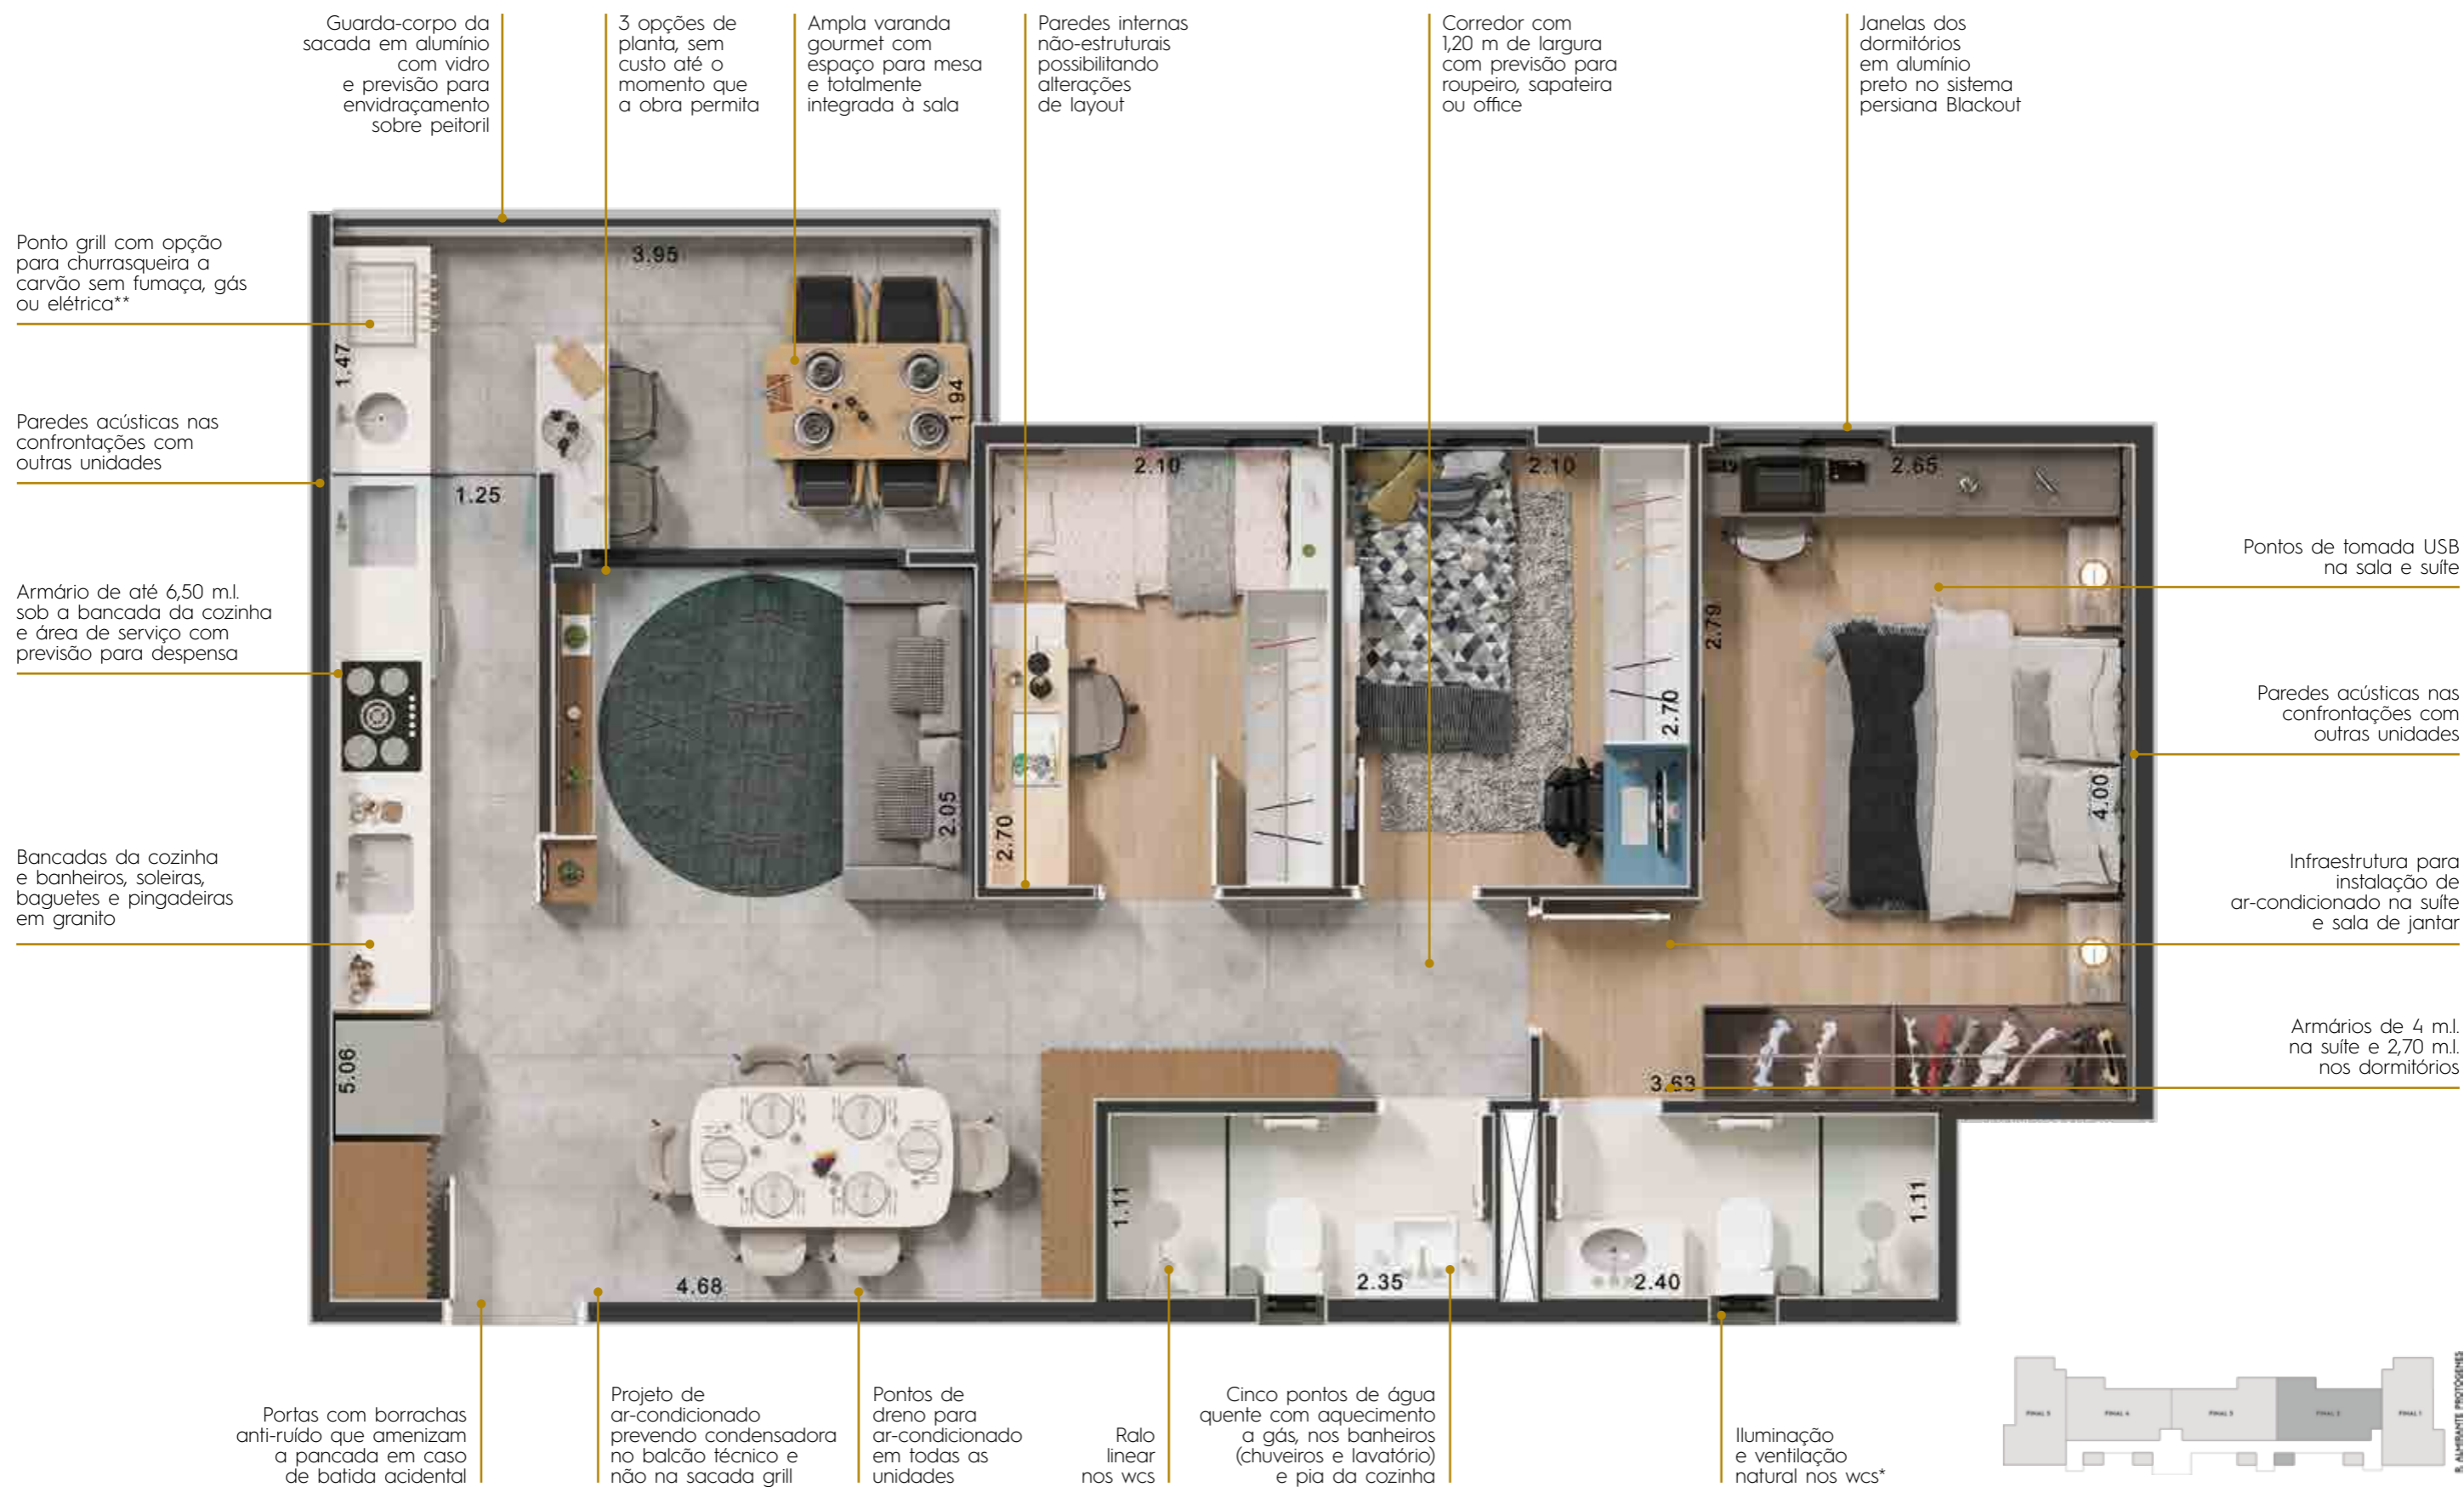 Guarda-corpo da
sacada em alumínio
com vidro
e previsão para
envidraçamento
sobre peitoril
3 opções de
planta, sem
custo até o
momento que
a obra permita
Ampla varanda
gourmet com
espaço para mesa
e totalmente
integrada à sala
Paredes internas
não-estruturais
possibilitando
alterações
de layout
Corredor com
1,20 m de largura
com previsão para
roupeiro, sapateira
ou office
Janelas dos
dormitórios
em alumínio
preto no sistema
persiana Blackout
Ponto grill com opção
para churrasqueira a
carvão sem fumaça, gás
ou elétrica**
Paredes acústicas nas
confrontações com
outras unidades
Armário de até 6,50 m.l.
sob a bancada da cozinha
e área de serviço com
previsão para despensa
Bancadas da cozinha
e banheiros, soleiras,
baguetes e pingadeiras
em granito
3.95
1.47
1.94
1.25
2.10
2.10
2.65
2.79
2.70
2.05
2.70
4.00
5.06
3.63
1.11
1.11
4.68
2.35
2.40
Pontos de tomada USB
na sala e suíte
Paredes acústicas nas
confrontações com
outras unidades
Infraestrutura para
instalação de
ar-condicionado na suíte
e sala de jantar
Armários de 4 m.l.
na suíte e 2,70 m.l.
nos dormitórios
Portas com borrachas
anti-ruído que amenizam
a pancada em caso
de batida acidental
Projeto de
ar-condicionado
prevendo condensadora
no balcão técnico e
não na sacada grill
Pontos de
dreno para
ar-condicionado
em todas as
unidades
Ralo
linear
nos wcs
Cinco pontos de água
quente com aquecimento
a gás, nos banheiros
(chuveiros e lavatório)
e pia da cozinha
Iluminação
e ventilação
natural nos wcs*
FINAL 5
FINAL 4
FINAL 3
FINAL 2
FINAL 1
R. ALMIRANTE PROTÓGENES